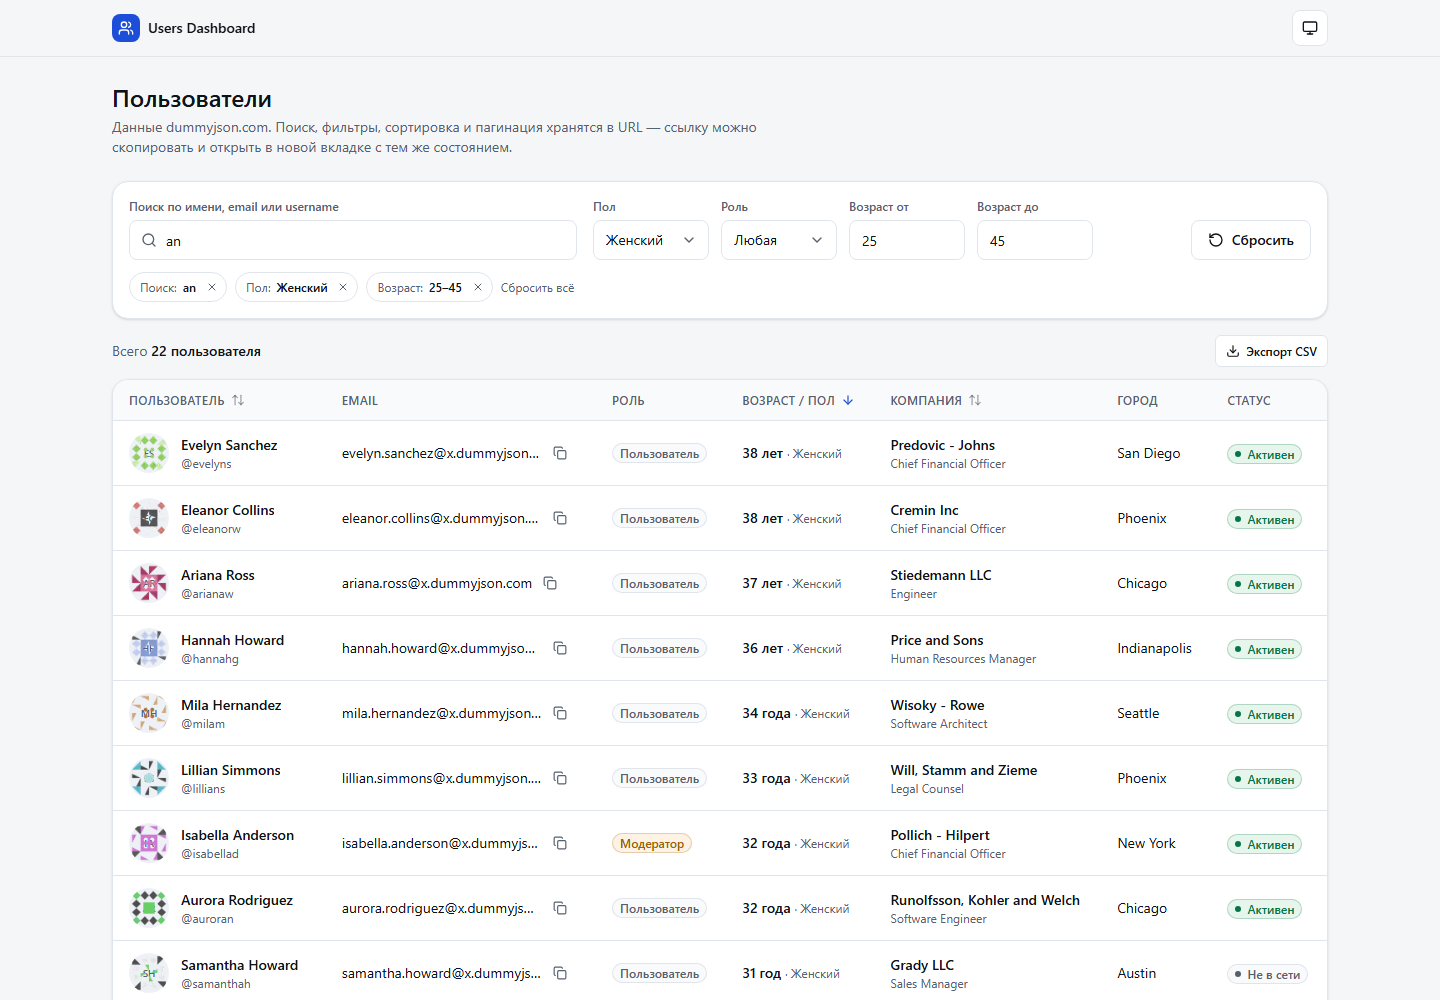 Users Dashboard
Пользователи
Данные dummyjson.com. Поиск, фильтры, сортировка и пагинация хранятся в URL — ссылку можно
скопировать и открыть в новой вкладке с тем же состоянием.
Поиск по имени, email или username Пол Роль Возраст от Возраст до
an Женский Любая 25 45 Сбросить
Поиск: an Пол: Женский Возраст: 25–45 Сбросить всё
Всего 22 пользователя Экспорт CSV
ПОЛЬЗОВАТЕЛЬ EMAIL РОЛЬ ВОЗРАСТ / ПОЛ КОМПАНИЯ ГОРОД СТАТУС
ES Evelyn Sanchez evelyn.sanchez@x.dummyjson... Пользователь 38 лет · Женский Predovic - Johns San Diego Активен
@evelyns Chief Financial Officer
Eleanor Collins eleanor.collins@x.dummyjson.... Пользователь 38 лет · Женский Cremin Inc Phoenix Активен
@eleanorw Chief Financial Officer
Ariana Ross ariana.ross@x.dummyjson.com Пользователь 37 лет · Женский Stiedemann LLC Chicago Активен
@arianaw Engineer
Hannah Howard hannah.howard@x.dummyjso... Пользователь 36 лет · Женский Price and Sons Indianapolis Активен
@hannahg Human Resources Manager
MH Mila Hernandez mila.hernandez@x.dummyjson... Пользователь 34 года · Женский Wisoky - Rowe Seattle Активен
@milam Software Architect
Lillian Simmons lillian.simmons@x.dummyjson.... Пользователь 33 года · Женский Will, Stamm and Zieme Phoenix Активен
@lillians Legal Counsel
Isabella Anderson isabella.anderson@x.dummyjs... Модератор 32 года · Женский Pollich - Hilpert New York Активен
@isabellad Chief Financial Officer
Aurora Rodriguez aurora.rodriguez@x.dummyjs... Пользователь 32 года · Женский Runolfsson, Kohler and Welch Chicago Активен
@auroran Software Engineer
SH Samantha Howard samantha.howard@x.dummyjs... Пользователь 31 год · Женский Grady LLC Austin Не в сети
@samanthah Sales Manager